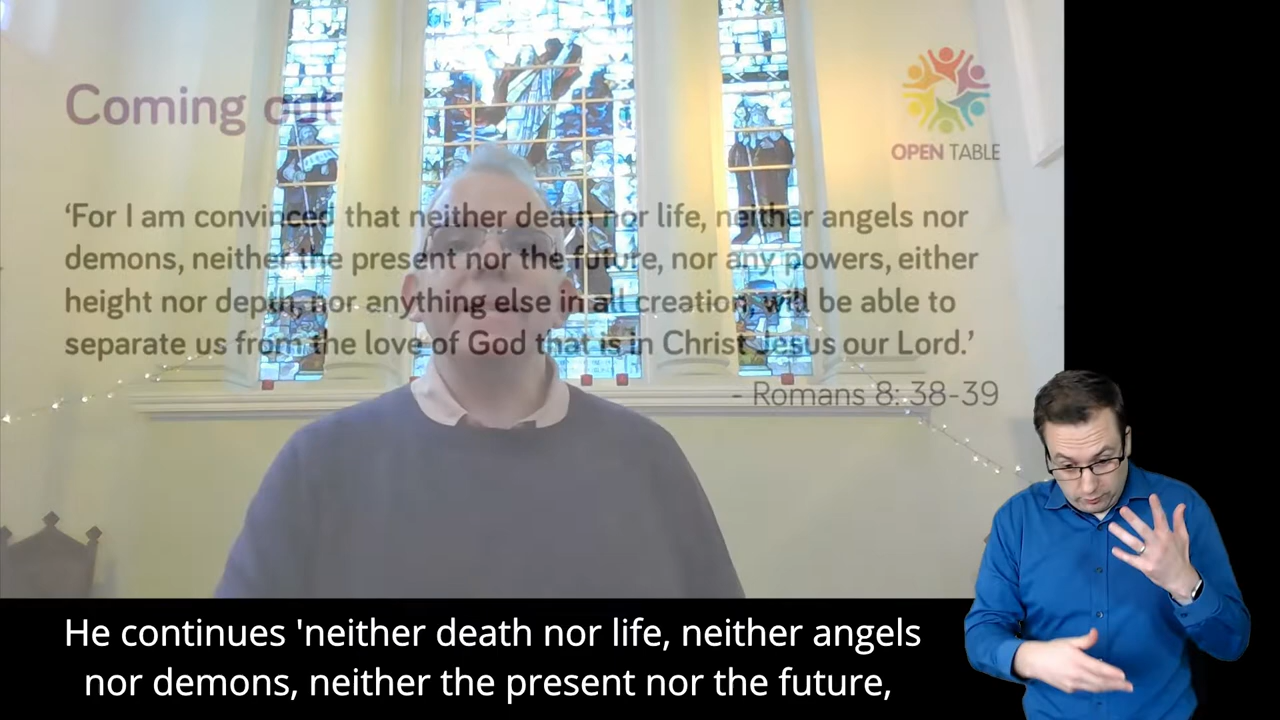 Coming out
OPEN TABLE
‘For I am convinced that neither death nor life, neither angels nor
demons, neither the present nor the future, nor any powers, either
height nor depth, nor anything else in all creation, will be able to
separate us from the love of God that is in Christ Jesus our Lord.’
- Romans 8: 38-39
He continues 'neither death nor life, neither angels
nor demons, neither the present nor the future,